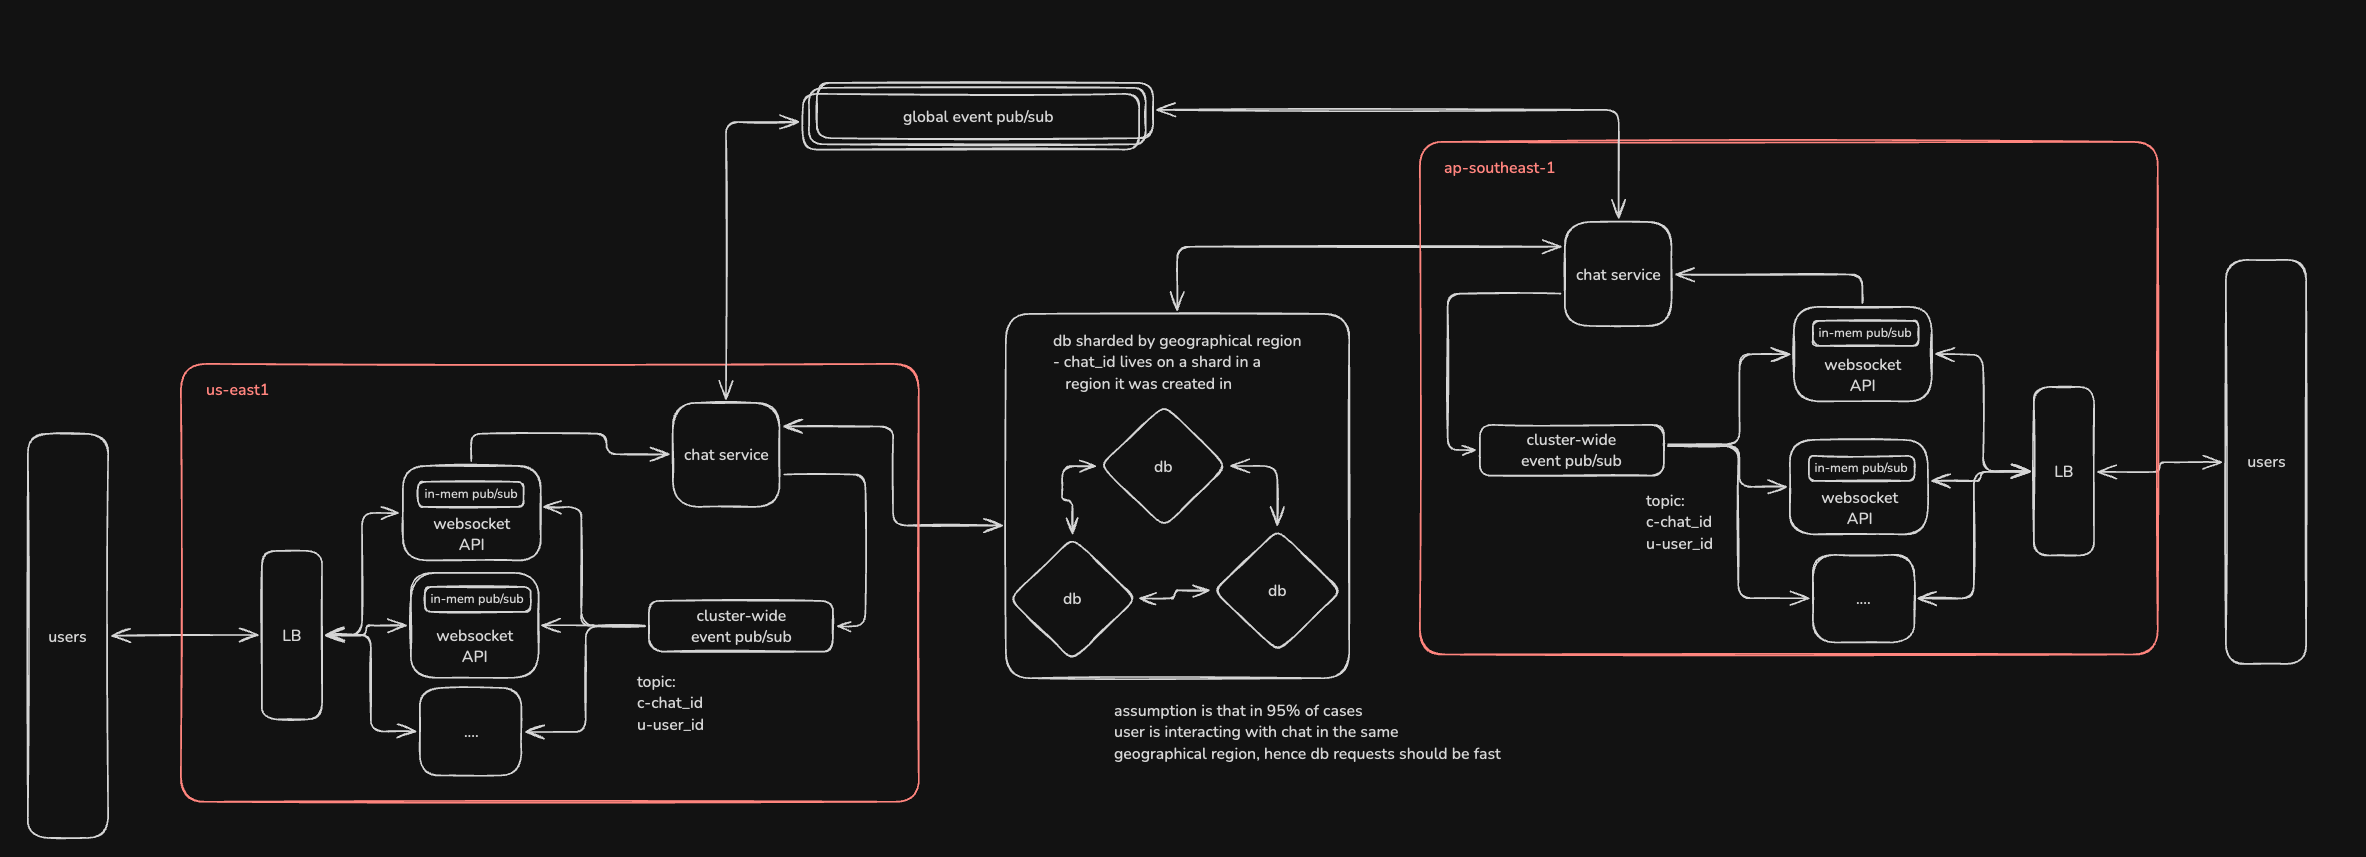 global event pub/sub
ap-southeast-1
chat service
in-mem pub/sub
websocket
API
cluster-wide
event pub/sub
in-mem pub/sub
websocket
API
topic:
c-chat_id
u-user_id
....
LB
users
db sharded by geographical region
- chat_id lives on a shard in a
region it was created in
db
db
db
assumption is that in 95% of cases
user is interacting with chat in the same
geographical region, hence db requests should be fast
us-east1
chat service
in-mem pub/sub
websocket
API
in-mem pub/sub
websocket
API
cluster-wide
event pub/sub
topic:
c-chat_id
u-user_id
....
LB
users